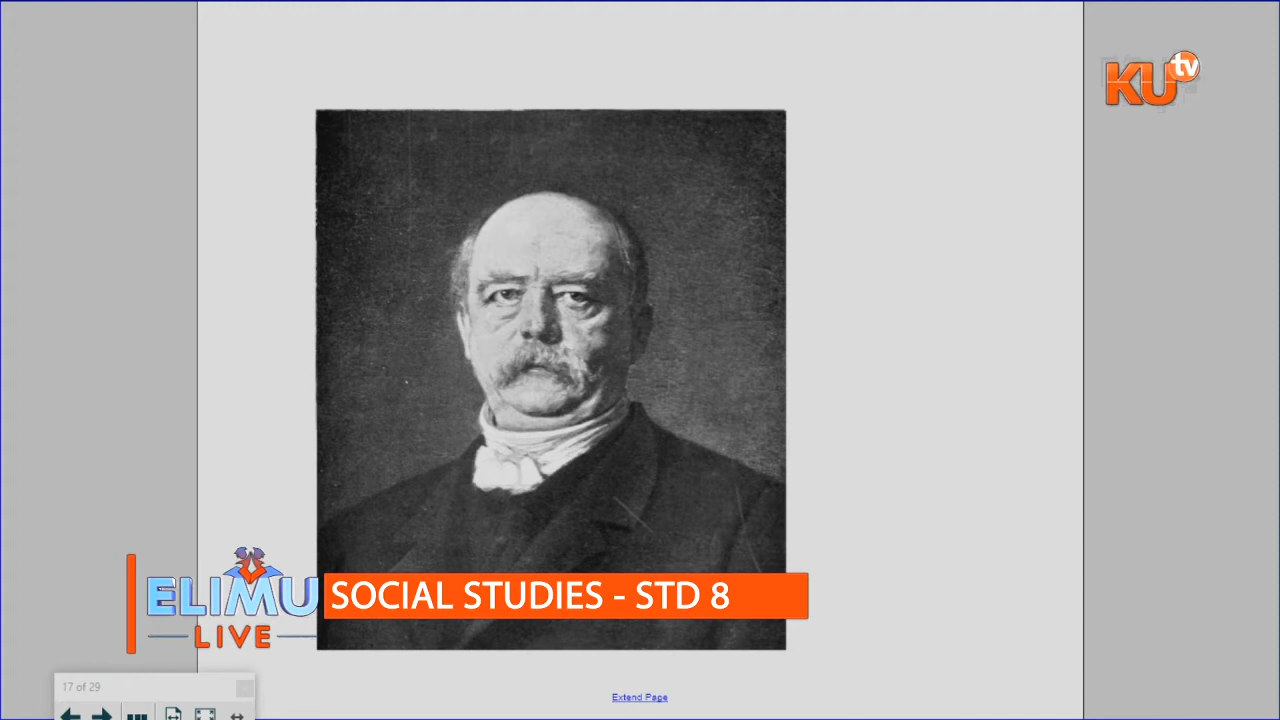 KU tv
ELIMU
LIVE
SOCIAL STUDIES - STD 8
17 of 29
Extend Page